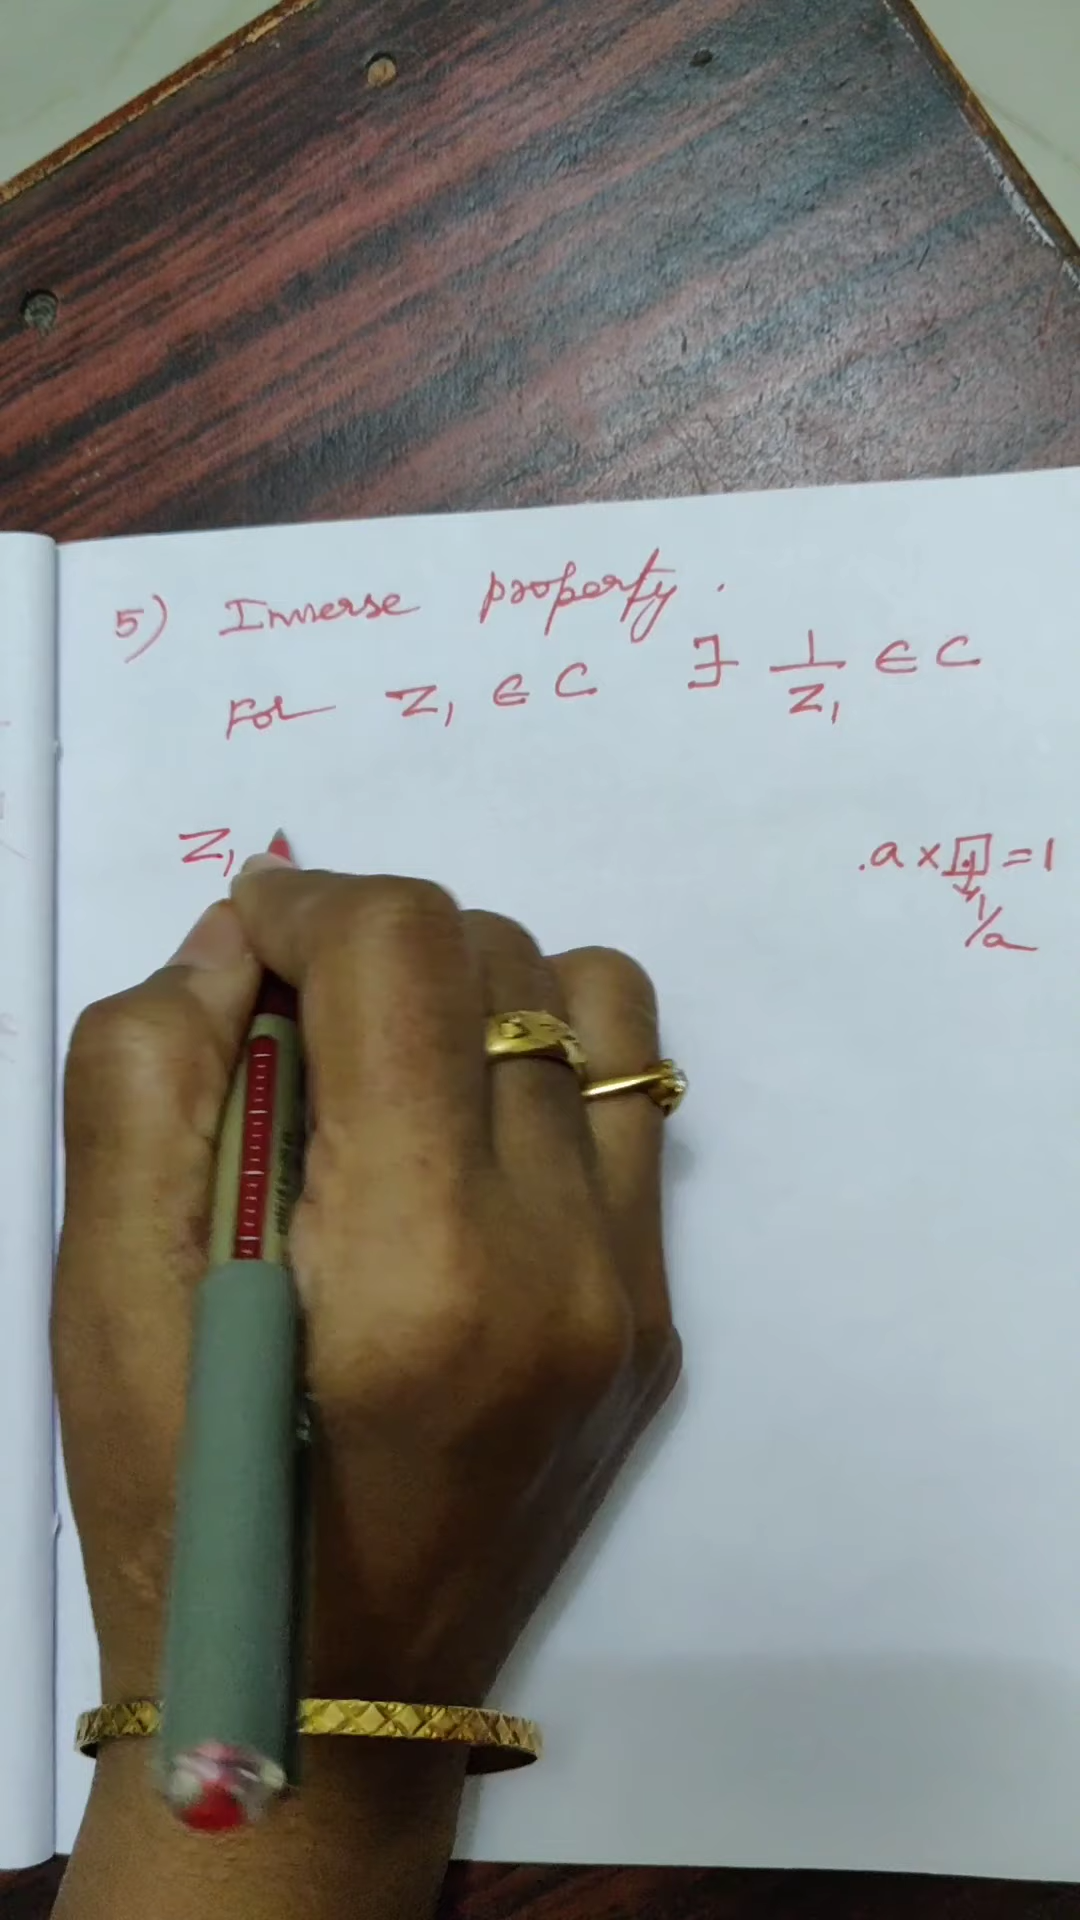 5) Inverse property.
For Z₁ ∈ C ∃ 1/Z₁ ∈ C
Z₁
.a × ⊡ = 1
1/a